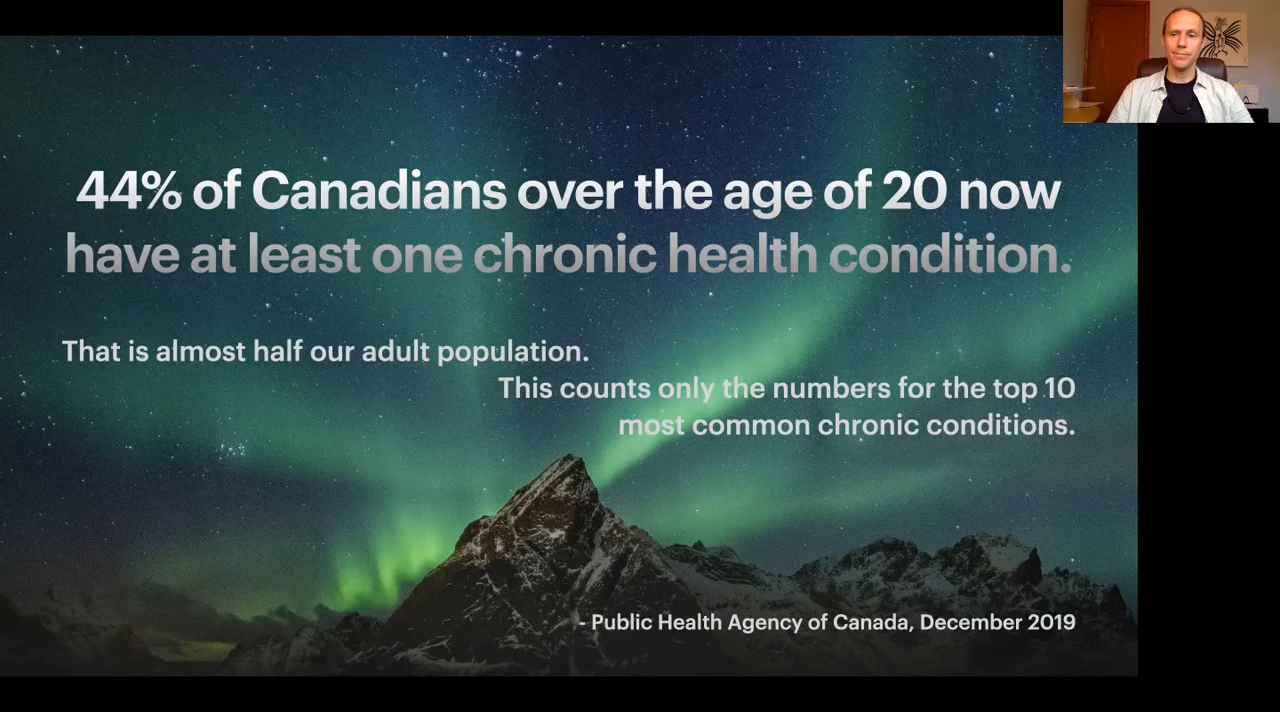 44% of Canadians over the age of 20 now
have at least one chronic health condition.
That is almost half our adult population.
This counts only the numbers for the top 10
most common chronic conditions.
- Public Health Agency of Canada, December 2019